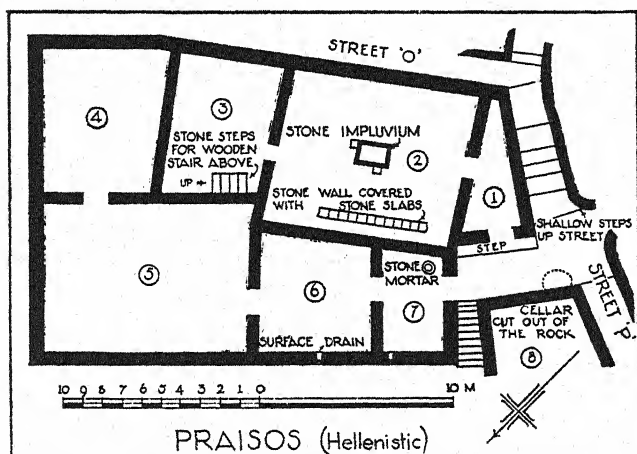 STREET 'O'
④
③
STONE STEPS
FOR WOODEN
STAIR ABOVE
UP
STONE IMPLUVIUM
②
STONE WALL COVERED
WITH STONE SLABS
①
SHALLOW STEPS
UP STREET
STEP
STREET 'P'
⑤
⑥
STONE
MORTAR
⑦
SURFACE DRAIN
CELLAR
CUT OUT OF
THE ROCK
⑧
10 9 8 7 6 5 4 3 2 1 0 10 M
PRAISOS (Hellenistic)